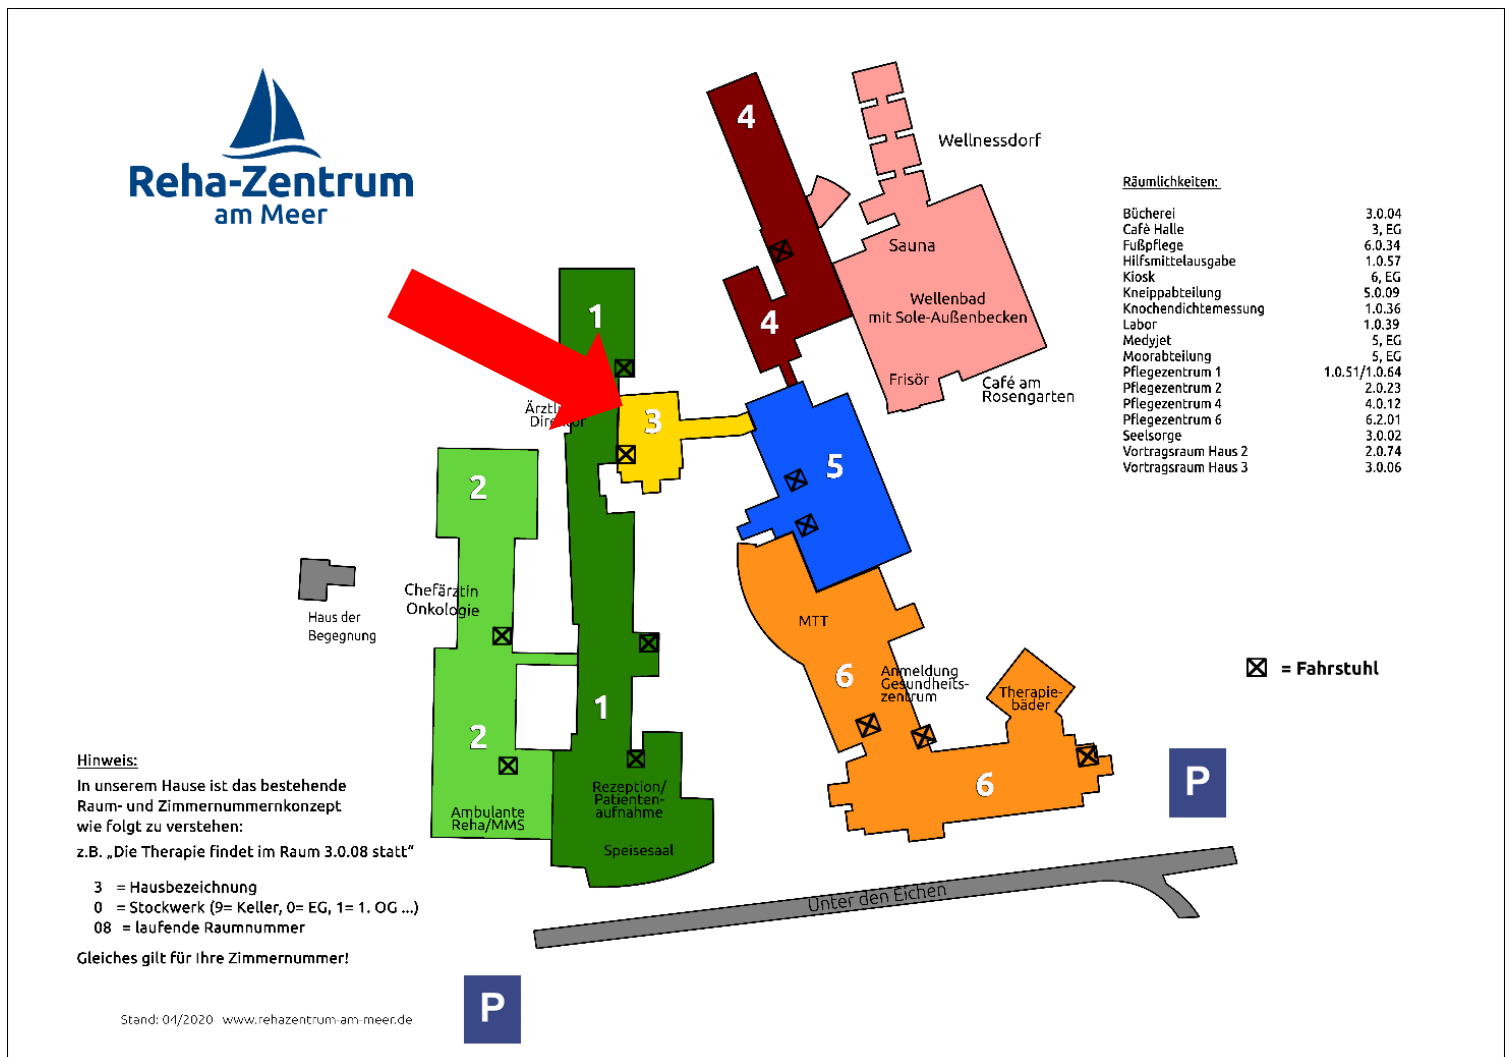 Reha-Zentrum
am Meer
4
4
Wellnessdorf
Sauna
Wellenbad
mit Sole-Außenbecken
Frisör
Café am
Rosengarten
Räumlichkeiten:
Bücherei 3.0.04
Cafè Halle 3, EG
Fußpflege 6.0.34
Hilfsmittelausgabe 1.0.57
Kiosk 6, EG
Kneippabteilung 5.0.09
Knochendichtemessung 1.0.36
Labor 1.0.39
Medyjet 5, EG
Moorabteilung 5, EG
Pflegezentrum 1 1.0.51/1.0.64
Pflegezentrum 2 2.0.23
Pflegezentrum 4 4.0.12
Pflegezentrum 6 6.2.01
Seelsorge 3.0.02
Vortragsraum Haus 2 2.0.74
Vortragsraum Haus 3 3.0.06
1
3
5
2
Chefärztin
Onkologie
Haus der
Begegnung
MTT
6
Anmeldung
Gesundheits-
zentrum
Therapie-
bäder
= Fahrstuhl
1
2
6
P
Rezeption/
Patienten-
aufnahme
Ambulante
Reha/MMS
Speisesaal
Unter den Eichen
Hinweis:
In unserem Hause ist das bestehende
Raum- und Zimmernummernkonzept
wie folgt zu verstehen:
z.B. „Die Therapie findet im Raum 3.0.08 statt“
3 = Hausbezeichnung
0 = Stockwerk (9= Keller, 0= EG, 1= 1. OG ...)
08 = laufende Raumnummer
Gleiches gilt für Ihre Zimmernummer!
Stand: 04/2020 www.rehazentrum-am-meer.de
P